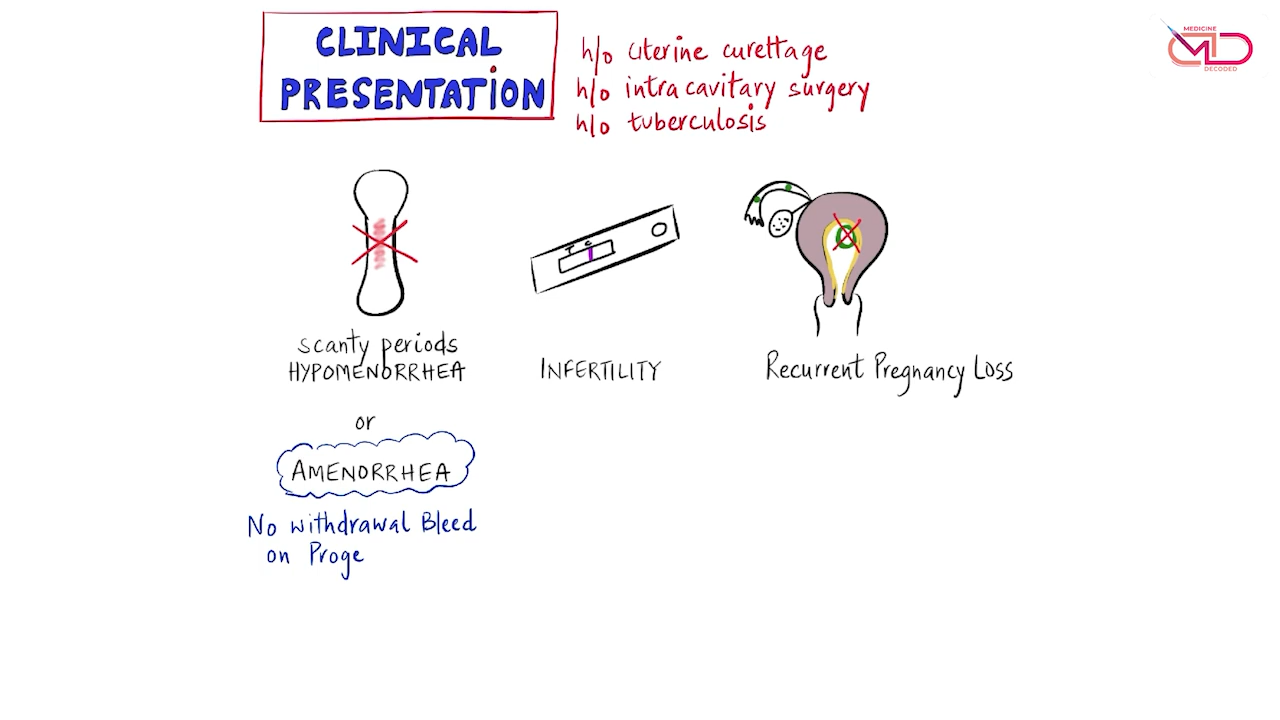 CLINICAL
PRESENTATION
h/o uterine curettage
h/o intracavitary surgery
h/o tuberculosis
MEDICINE
MD
DECODED
T C
scanty periods
HYPOMENORRHEA
INFERTILITY
Recurrent Pregnancy Loss
or
AMENORRHEA
No withdrawal Bleed
on Proge